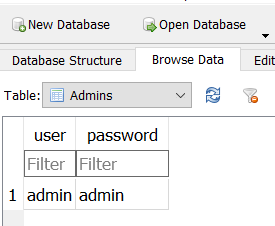 New Database Open Database
Database Structure Browse Data Edit
Table: Admins
user password
Filter Filter
1 admin admin